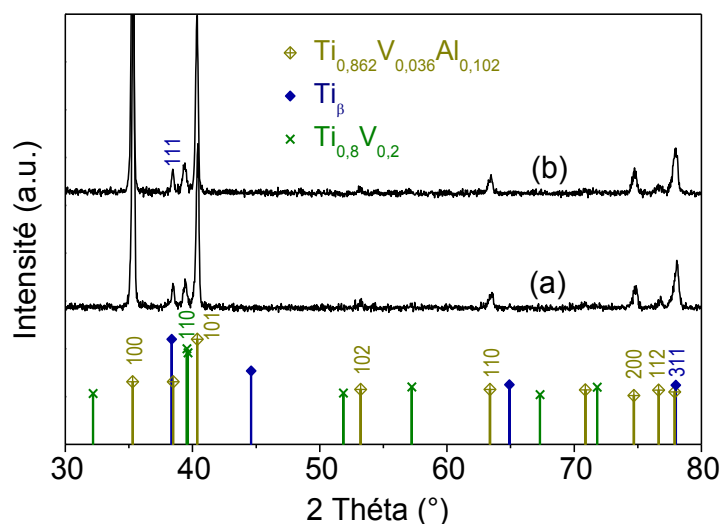 Ti0,862V0,036Al0,102
Tiβ
Ti0,8V0,2
111
(b)
(a)
Intensité (a.u.)
100
110
101
102
110
200
112
311
30 40 50 60 70 80
2 Théta (°)